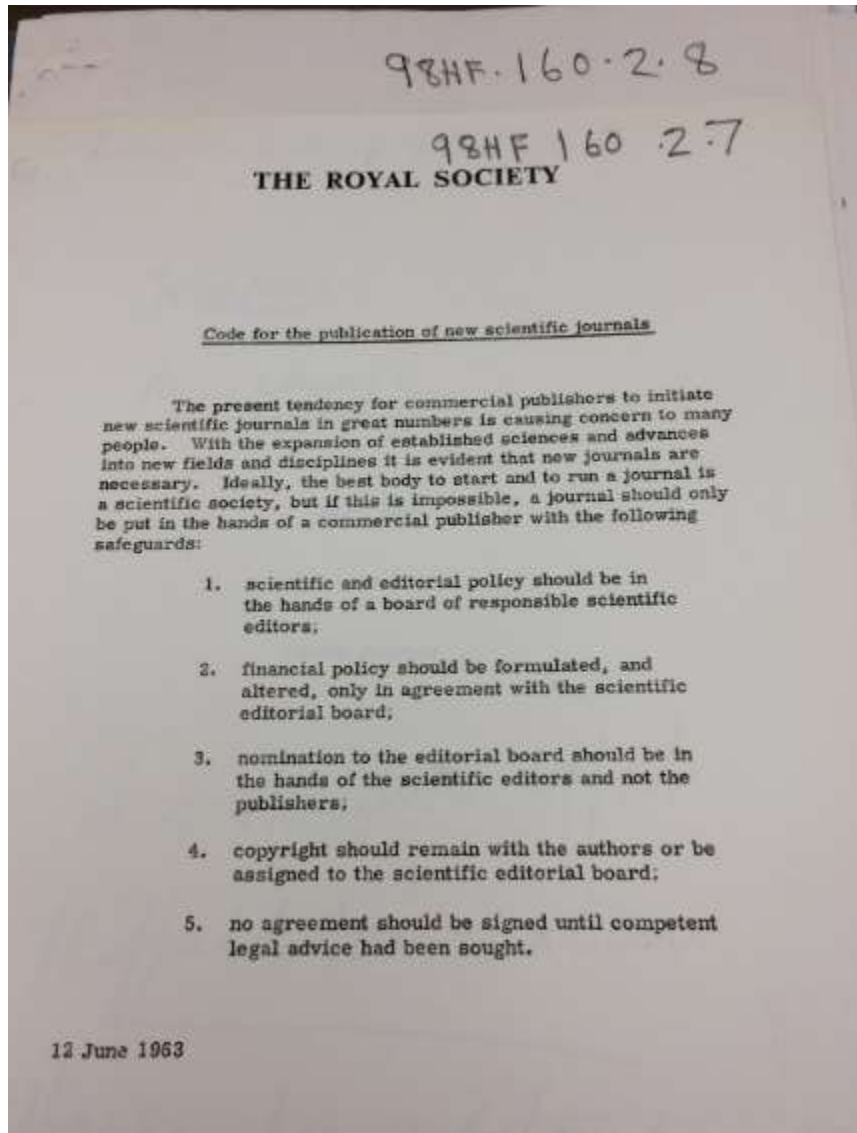 98HF.160.2.8
98HF 160 .2.7
THE ROYAL SOCIETY
Code for the publication of new scientific journals
The present tendency for commercial publishers to initiate
new scientific journals in great numbers is causing concern to many
people. With the expansion of established sciences and advances
into new fields and disciplines it is evident that new journals are
necessary. Ideally, the best body to start and to run a journal is
a scientific society, but if this is impossible, a journal should only
be put in the hands of a commercial publisher with the following
safeguards:
1. scientific and editorial policy should be in
the hands of a board of responsible scientific
editors;
2. financial policy should be formulated, and
altered, only in agreement with the scientific
editorial board;
3. nomination to the editorial board should be in
the hands of the scientific editors and not the
publishers;
4. copyright should remain with the authors or be
assigned to the scientific editorial board;
5. no agreement should be signed until competent
legal advice had been sought.
12 June 1963